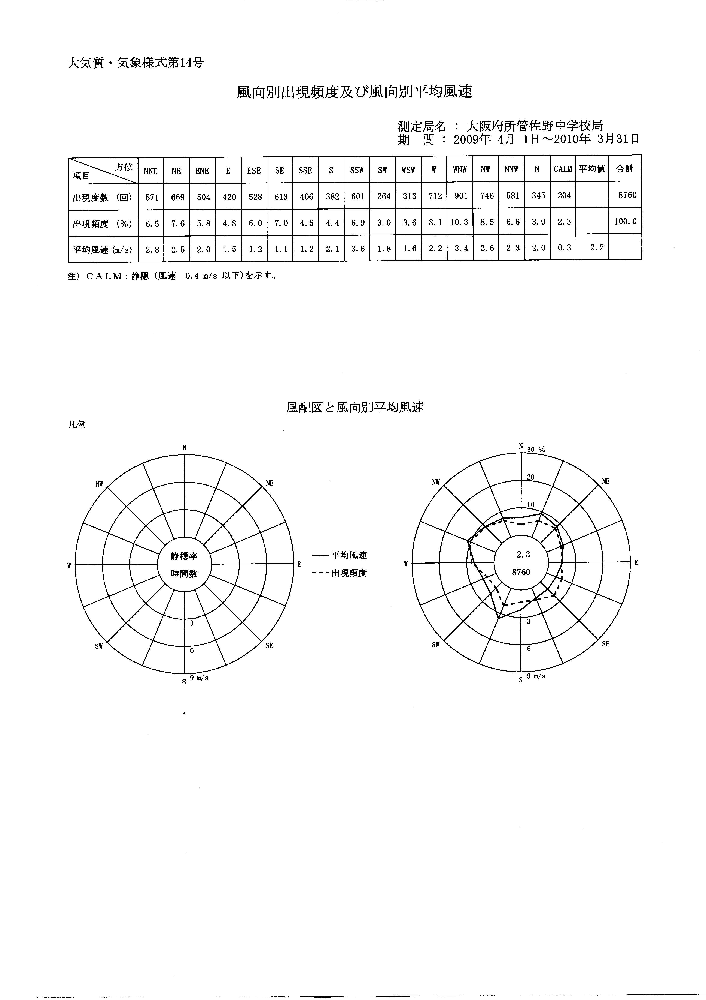 大気質・気象様式第14号
風向別出現頻度及び風向別平均風速
測定局名 : 大阪府所管佐野中学校局
期 間 : 2009年 4月 1日～2010年 3月31日
方位 項目 NNE NE ENE E ESE SE SSE S SSW SW WSW W WNW NW NNW N CALM 平均値 合計
出現度数 (回) 571 669 504 420 528 613 406 382 601 264 313 712 901 746 581 345 204 8760
出現頻度 (%) 6.5 7.6 5.8 4.8 6.0 7.0 4.6 4.4 6.9 3.0 3.6 8.1 10.3 8.5 6.6 3.9 2.3 100.0
平均風速(m/s) 2.8 2.5 2.0 1.5 1.2 1.1 1.2 2.1 3.6 1.8 1.6 2.2 3.4 2.6 2.3 2.0 0.3 2.2
注) CALM:静穏(風速 0.4 m/s 以下)を示す。
風配図と風向別平均風速
凡例
N
NW NE
W E
静穏率
時間数
3
SW SE
6
S 9 m/s
平均風速
出現頻度
N 30 %
20
NW NE
10
2.3
W E
8760
3
SW SE
6
S 9 m/s